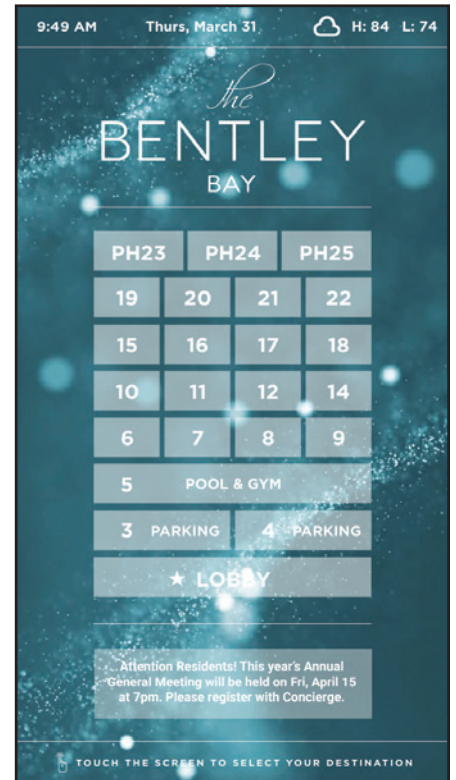 9:49 AM Thurs, March 31 H: 84 L: 74
the
BENTLEY
BAY
PH23 PH24 PH25
19 20 21 22
15 16 17 18
10 11 12 14
6 7 8 9
5 POOL & GYM
3 PARKING 4 PARKING
★ LOBBY
Attention Residents! This year's Annual
General Meeting will be held on Fri, April 15
at 7pm. Please register with Concierge.
TOUCH THE SCREEN TO SELECT YOUR DESTINATION